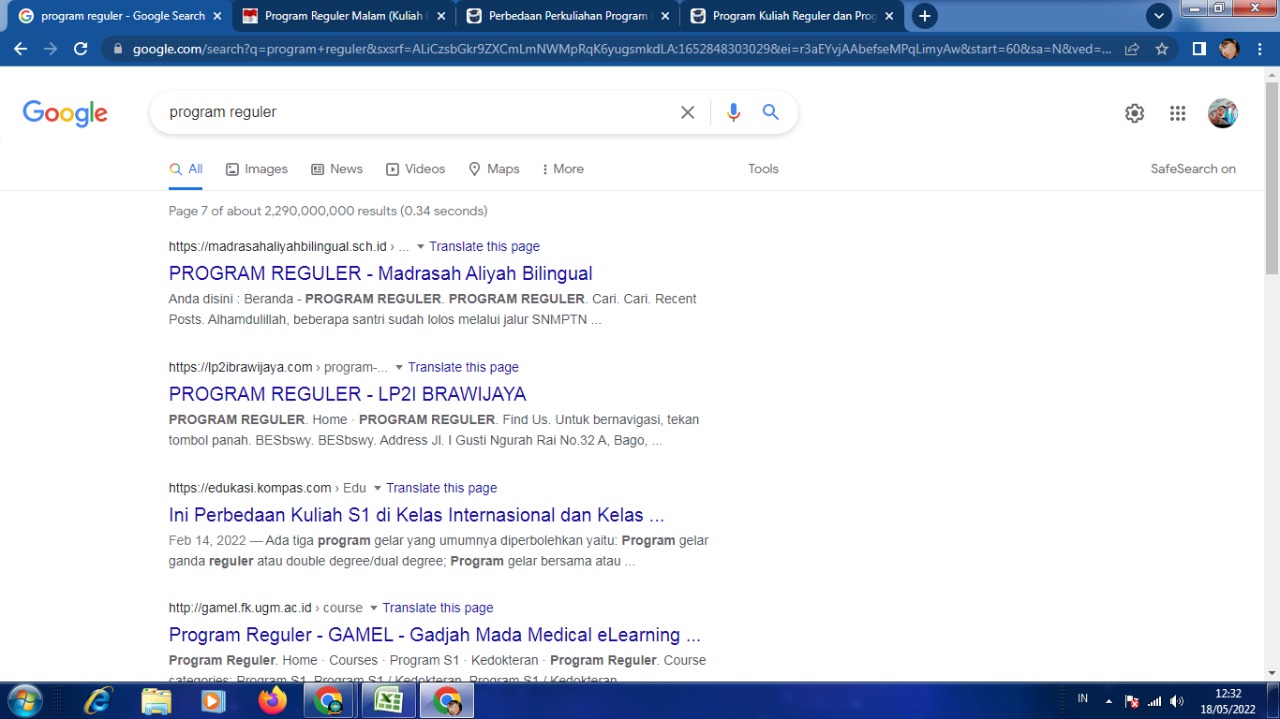 program reguler - Google Search
Program Reguler Malam (Kuliah
Perbedaan Perkuliahan Program
Program Kuliah Reguler dan Prog
google.com/search?q=program+reguler&sxsrf=ALiCzsbGkr9ZXCmLmNWMpRqK6yugsmkdLA:1652848303029&ei=r3aEYvjAAbefseMPqLimyAw&start=60&sa=N&ved=...
Google
program reguler
All
Images
News
Videos
Maps
More
Tools
SafeSearch on
Page 7 of about 2,290,000,000 results (0.34 seconds)
https://madrasahaliyahbilingual.sch.id › ... Translate this page
PROGRAM REGULER - Madrasah Aliyah Bilingual
Anda disini : Beranda - PROGRAM REGULER. PROGRAM REGULER. Cari. Cari. Recent
Posts. Alhamdulillah, beberapa santri sudah lolos melalui jalur SNMPTN ...
https://lp2ibrawijaya.com › program-... Translate this page
PROGRAM REGULER - LP2I BRAWIJAYA
PROGRAM REGULER. Home · PROGRAM REGULER. Find Us. Untuk bernavigasi, tekan
tombol panah. BESbswy. BESbswy. Address Jl. I Gusti Ngurah Rai No.32 A, Bago, ...
https://edukasi.kompas.com › Edu Translate this page
Ini Perbedaan Kuliah S1 di Kelas Internasional dan Kelas ...
Feb 14, 2022 — Ada tiga program gelar yang umumnya diperbolehkan yaitu: Program gelar
ganda reguler atau double degree/dual degree; Program gelar bersama atau ...
http://gamel.fk.ugm.ac.id › course Translate this page
Program Reguler - GAMEL - Gadjah Mada Medical eLearning ...
Program Reguler. Home · Courses · Program S1 · Kedokteran · Program Reguler. Course
categories: Program S1, Program S1 / Kedokteran, Program S1 / Kedokteran
IN
12:32
18/05/2022